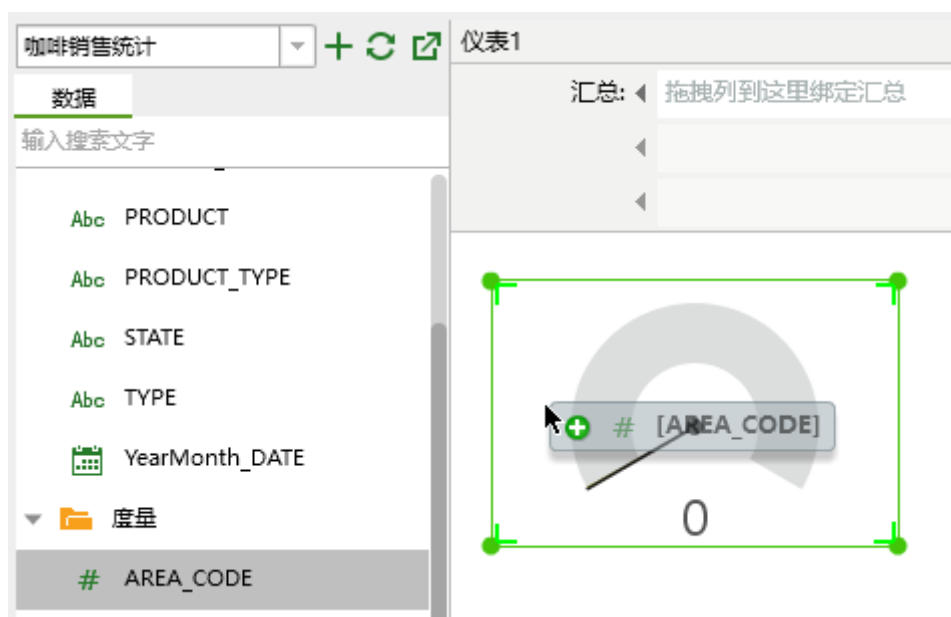 咖啡销售统计
数据
输入搜索文字
Abc PRODUCT
Abc PRODUCT_TYPE
Abc STATE
Abc TYPE
YearMonth_DATE
度量
# AREA_CODE
仪表1
汇总: 拖拽列到这里绑定汇总
# [AREA_CODE]
0